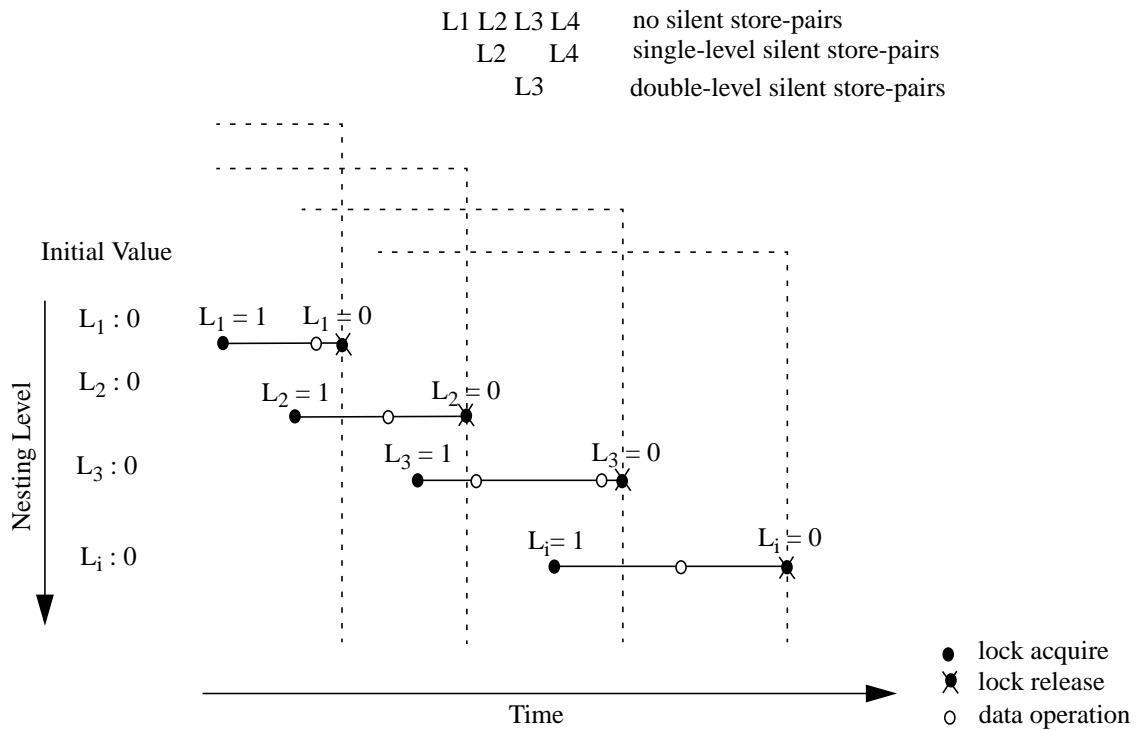 L1 L2 L3 L4 no silent store-pairs
L2 L4 single-level silent store-pairs
L3 double-level silent store-pairs
Initial Value
L1 : 0 L1 = 1 L1 = 0
L2 : 0 L2 = 1 L2 = 0
L3 : 0 L3 = 1 L3 = 0
Li : 0 Li= 1 Li = 0
Nesting Level
Time
lock acquire
lock release
data operation